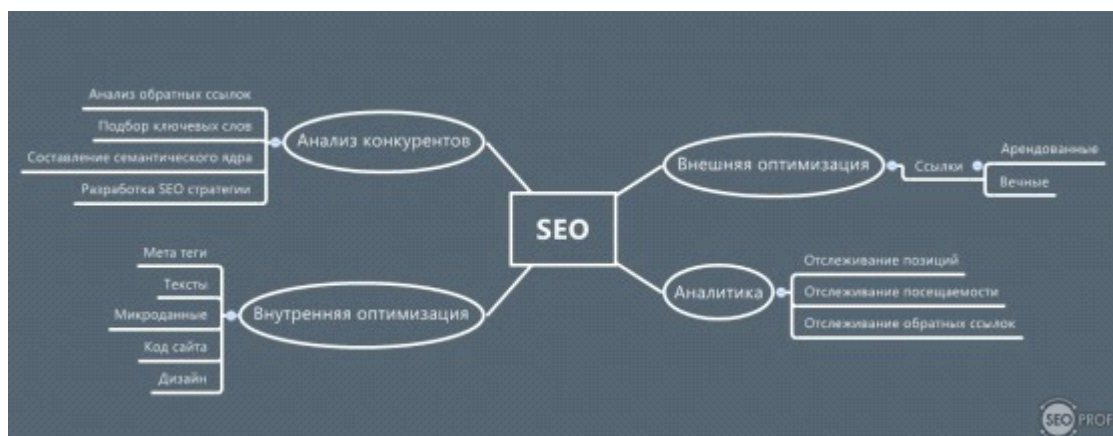 Анализ обратных ссылок
Подбор ключевых слов
Составление семантического ядра
Разработка SEO стратегии
Анализ конкурентов
Мета теги
Тексты
Микроданные
Код сайта
Дизайн
Внутренняя оптимизация
SEO
Внешняя оптимизация
Ссылки
Арендованные
Вечные
Аналитика
Отслеживание позиций
Отслеживание посещаемости
Отслеживание обратных ссылок
SEO PROF